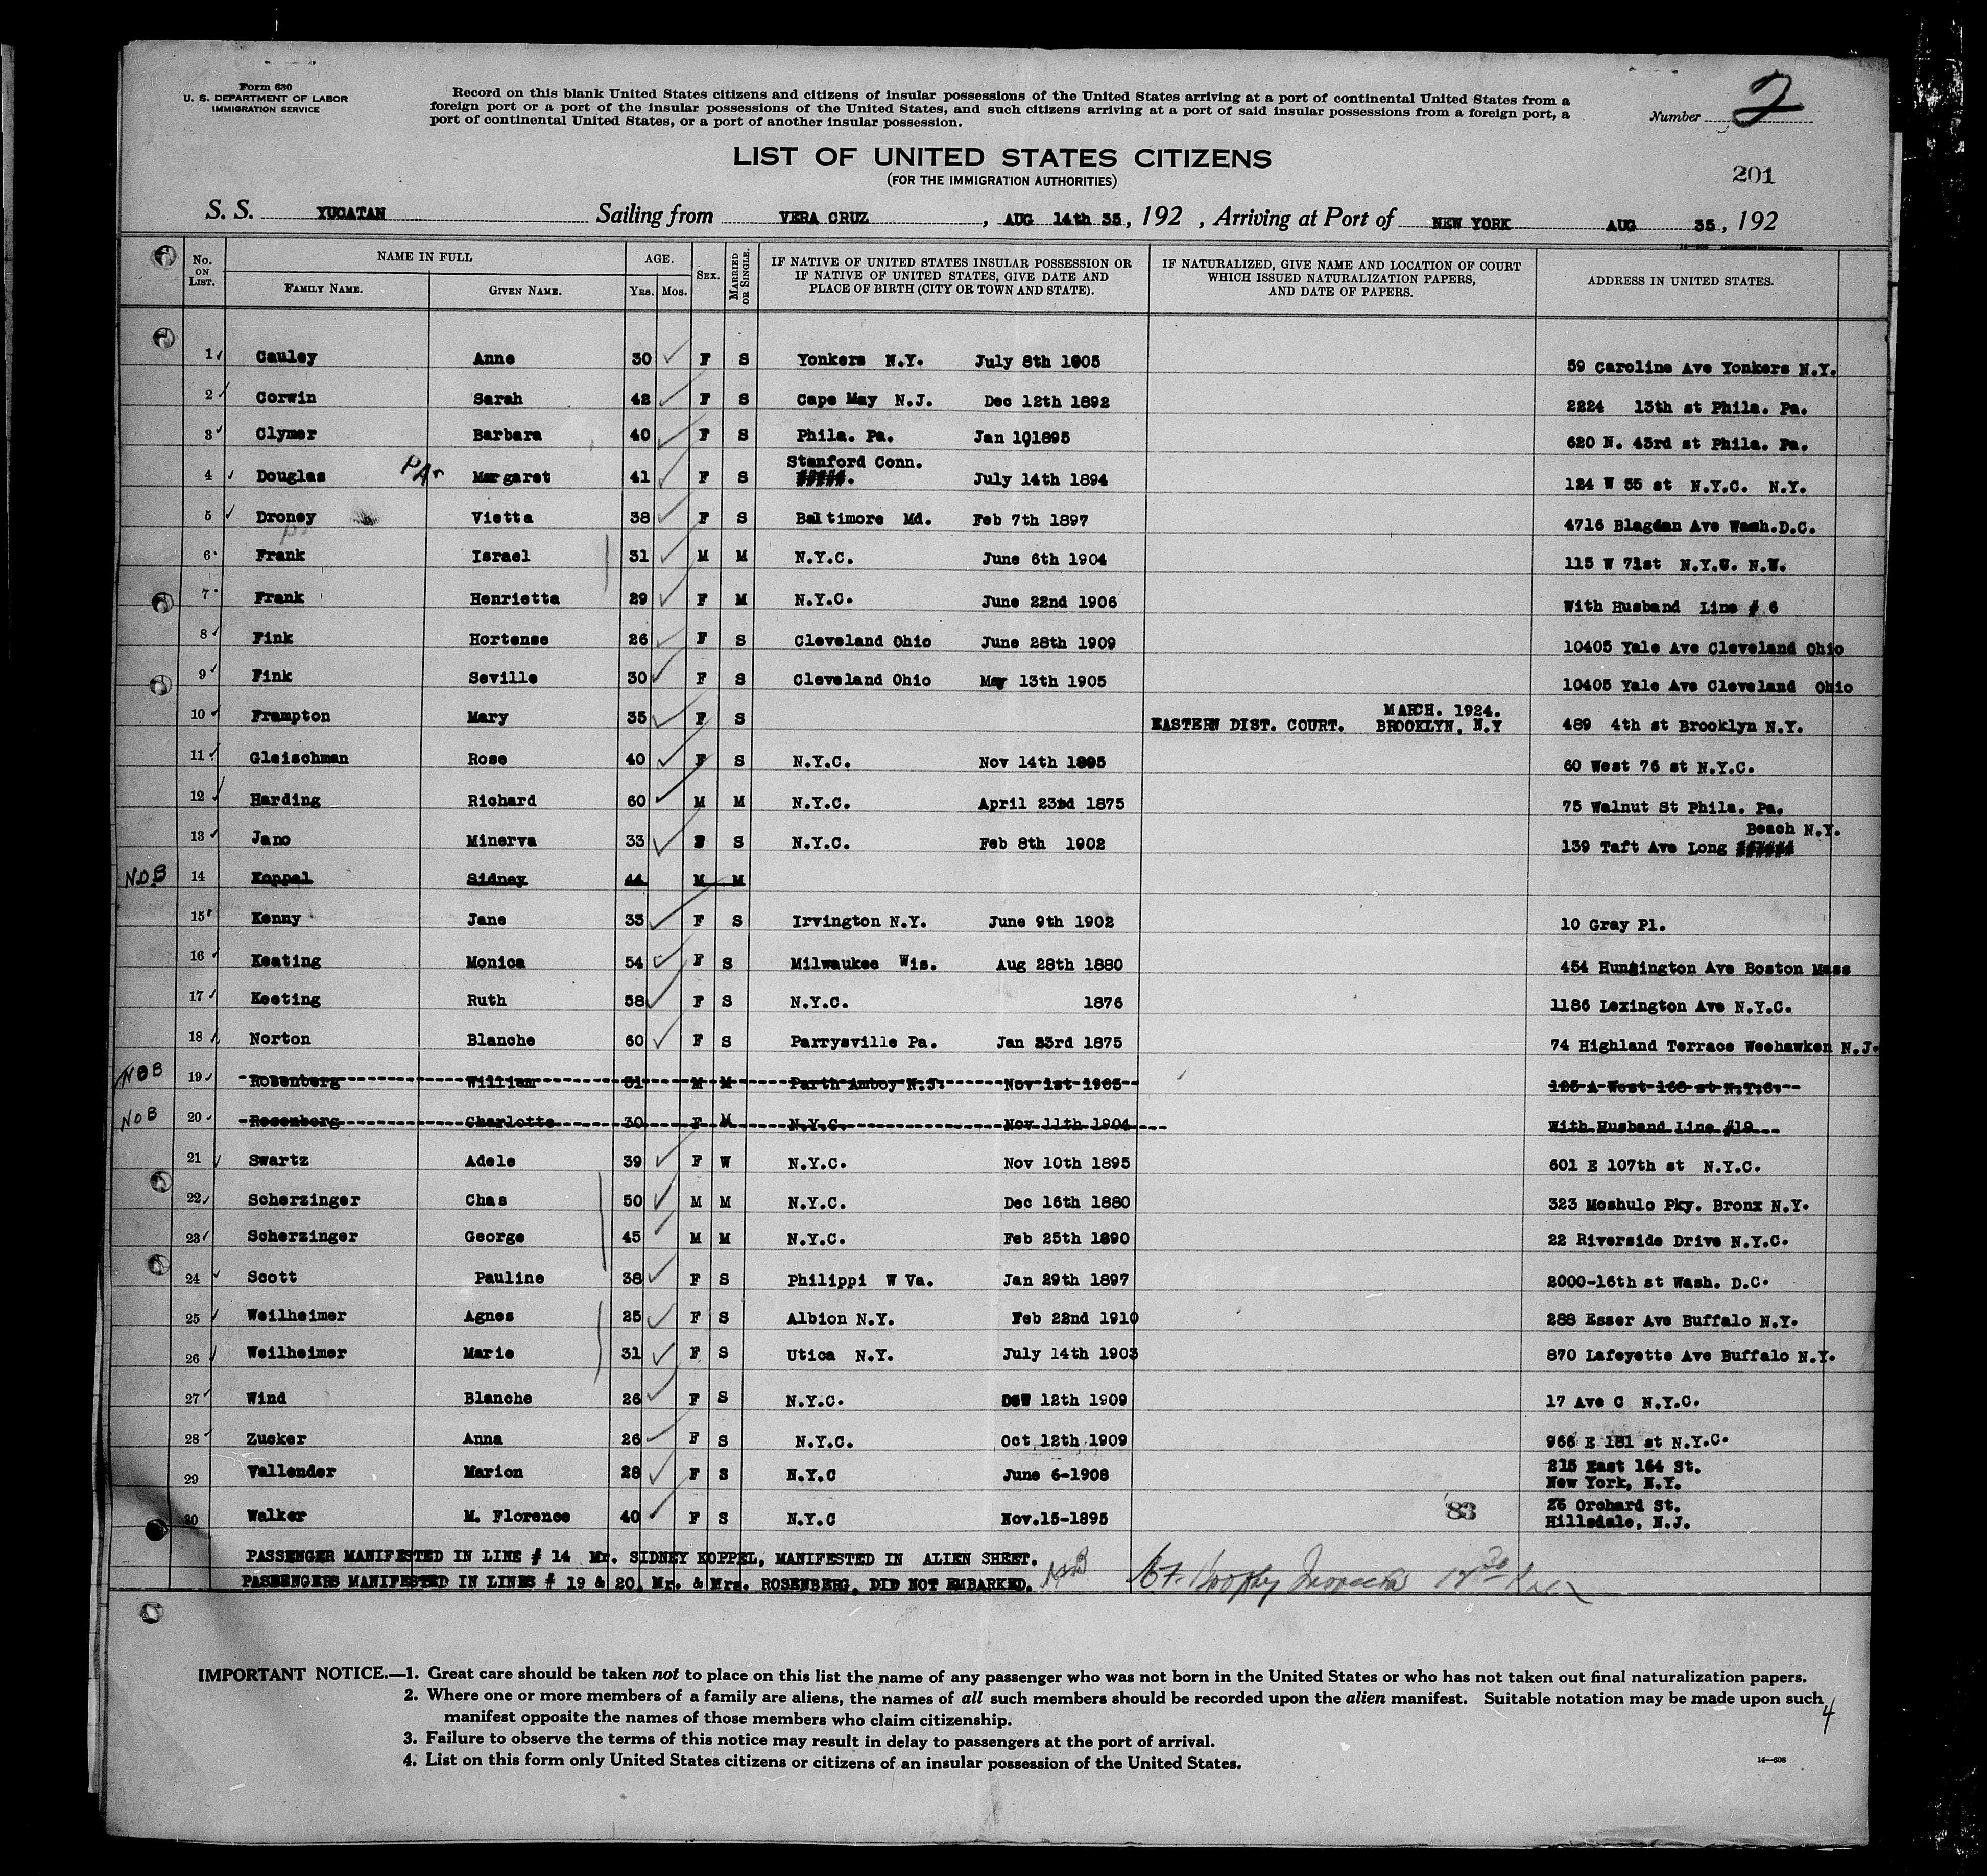 Form 630
U. S. DEPARTMENT OF LABOR
IMMIGRATION SERVICE
Record on this blank United States citizens and citizens of insular possessions of the United States arriving at a port of continental United States from a
foreign port or a port of the insular possessions of the United States, and such citizens arriving at a port of said insular possessions from a foreign port, a
port of continental United States, or a port of another insular possession.
Number 2
LIST OF UNITED STATES CITIZENS
(FOR THE IMMIGRATION AUTHORITIES)
201
S. S. YUCATAN Sailing from VERA CRUZ, AUG 14th 35, 192 , Arriving at Port of NEW YORK AUG 35, 192
No. ON LIST. NAME IN FULL FAMILY NAME. GIVEN NAME. AGE. YRS. MOS. SEX. MARRIED OR SINGLE. IF NATIVE OF UNITED STATES INSULAR POSSESSION OR IF NATIVE OF UNITED STATES, GIVE DATE AND PLACE OF BIRTH (CITY OR TOWN AND STATE). IF NATURALIZED, GIVE NAME AND LOCATION OF COURT WHICH ISSUED NATURALIZATION PAPERS, AND DATE OF PAPERS. ADDRESS IN UNITED STATES.
1 Cauley Anne 30 F S Yonkers N.Y. July 8th 1905 59 Caroline Ave Yonkers N.Y.
2 Corwin Sarah 42 F S Cape May N.J. Dec 12th 1892 2224 13th st Phila. Pa.
3 Clymer Barbara 40 F S Phila. Pa. Jan 101895 620 N. 43rd st Phila. Pa.
Stanford Conn.
4 Douglas Margaret 41 F S July 14th 1894 124 W 55 st N.Y.C. N.Y.
5 Droney Vietta 38 F S Baltimore Md. Feb 7th 1897 4716 Blagdan Ave Wash.D.C.
6 Frank Israel 31 M M N.Y.C. June 6th 1904 115 W 71st N.Y.C. N.Y.
7 Frank Henrietta 29 F M N.Y.C. June 22nd 1906 With Husband Line # 6
8 Fink Hortense 26 F S Cleveland Ohio June 28th 1909 10405 Yale Ave Cleveland Ohio
9 Fink Seville 30 F S Cleveland Ohio May 13th 1905 10405 Yale Ave Cleveland Ohio
MARCH. 1924.
10 Frampton Mary 35 F S EASTERN DIST. COURT. BROOKLYN, N.Y 489 4th st Brooklyn N.Y.
11 Gleischman Rose 40 F S N.Y.C. Nov 14th 1895 60 West 76 st N.Y.C.
12 Harding Richard 60 M M N.Y.C. April 23rd 1875 75 Walnut St Phila. Pa.
Beach N.Y.
13 Jano Minerva 33 S N.Y.C. Feb 8th 1902 139 Taft Ave Long
NOB 14 Koppel Sidney 44 M M
15 Kenny Jane 33 F S Irvington N.Y. June 9th 1902 10 Gray Pl.
16 Keating Monica 54 F S Milwaukee Wis. Aug 28th 1880 454 Huntington Ave Boston Mass
17 Keeting Ruth 58 F S N.Y.C. 1876 1186 Lexington Ave N.Y.C.
18 Norton Blanche 60 F S Parrysville Pa. Jan 23rd 1875 74 Highland Terrace Weehawken N.J.
NOB 19 Rosenberg William 31 M M Parth Amboy N.J. Nov 1st 1903 125 A West 168 st N.Y.C.
NOB 20 Rosenberg Charlotte 30 F M N.Y.C. Nov 11th 1904 With Husband Line #19
21 Swartz Adele 39 F W N.Y.C. Nov 10th 1895 601 E 107th st N.Y.C.
22 Scherzinger Chas 50 M M N.Y.C. Dec 16th 1880 323 Moshulo Pky. Bronx N.Y.
23 Scherzinger George 45 M M N.Y.C. Feb 25th 1890 22 Riverside Drive N.Y.C.
24 Scott Pauline 38 F S Philippi W Va. Jan 29th 1897 2000-16th st Wash. D.C.
25 Weilheimer Agnes 25 F S Albion N.Y. Feb 22nd 1910 288 Esser Ave Buffalo N.Y.
26 Weilheimer Marie 31 F S Utica N.Y. July 14th 1903 870 Lafeyette Ave Buffalo N.Y.
27 Wind Blanche 26 F S N.Y.C. 12th 1909 17 Ave C N.Y.C.
28 Zucker Anna 26 F S N.Y.C. Oct 12th 1909 966 E 181 st N.Y.C.
29 Vallender Marion 28 F S N.Y.C June 6-1908 215 East 164 St.
New York, N.Y.
30 Walker M. Florence 40 F S N.Y.C Nov.15-1895 '83 25 Orchard St.
Hillsdale, N.J.
PASSENGER MANIFESTED IN LINE # 14 Mr. SIDNEY KOPPEL, MANIFESTED IN ALIEN SHEET.
PASSENGERS MANIFESTED IN LINES # 19 & 20, Mr. & Mrs. ROSENBERG, DID NOT EMBARKED.
IMPORTANT NOTICE.—1. Great care should be taken not to place on this list the name of any passenger who was not born in the United States or who has not taken out final naturalization papers.
2. Where one or more members of a family are aliens, the names of all such members should be recorded upon the alien manifest. Suitable notation may be made upon such
manifest opposite the names of those members who claim citizenship.
3. Failure to observe the terms of this notice may result in delay to passengers at the port of arrival.
4. List on this form only United States citizens or citizens of an insular possession of the United States.
4
14—608